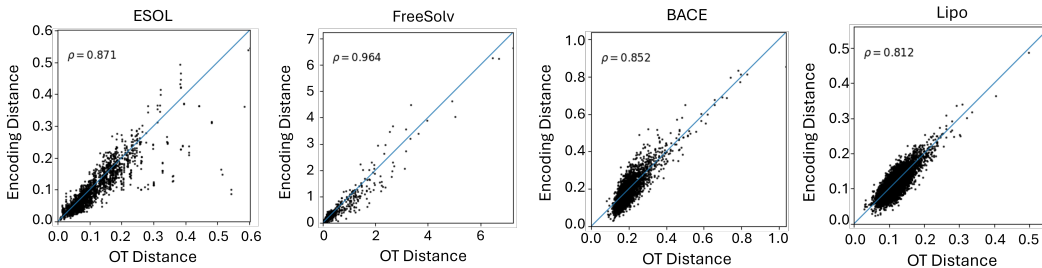 ESOL
ρ = 0.871
Encoding Distance
0.6
0.5
0.4
0.3
0.2
0.1
0.0
0.0 0.1 0.2 0.3 0.4 0.5 0.6
OT Distance
FreeSolv
ρ = 0.964
Encoding Distance
7
6
5
4
3
2
1
0
0 2 4 6
OT Distance
BACE
ρ = 0.852
Encoding Distance
1.0
0.8
0.6
0.4
0.2
0.0
0.0 0.2 0.4 0.6 0.8 1.0
OT Distance
Lipo
ρ = 0.812
Encoding Distance
0.5
0.4
0.3
0.2
0.1
0.0
0.0 0.1 0.2 0.3 0.4 0.5
OT Distance